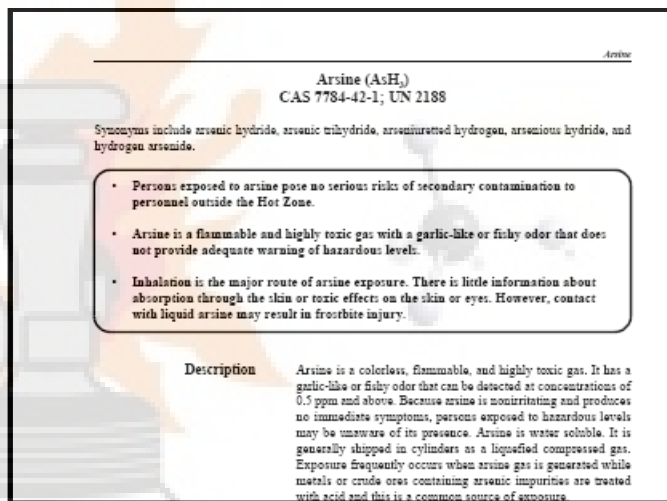 Arsine
Arsine (AsH₃)
CAS 7784-42-1; UN 2188
Synonyms include arsenic hydride, arsenic trihydride, arseniuretted hydrogen, arsenious hydride, and
hydrogen arsenide.
• Persons exposed to arsine pose no serious risks of secondary contamination to
personnel outside the Hot Zone.
• Arsine is a flammable and highly toxic gas with a garlic-like or fishy odor that does
not provide adequate warning of hazardous levels.
• Inhalation is the major route of arsine exposure. There is little information about
absorption through the skin or toxic effects on the skin or eyes. However, contact
with liquid arsine may result in frostbite injury.
Description
Arsine is a colorless, flammable, and highly toxic gas. It has a
garlic-like or fishy odor that can be detected at concentrations of
0.5 ppm and above. Because arsine is nonirritating and produces
no immediate symptoms, persons exposed to hazardous levels
may be unaware of its presence. Arsine is water soluble. It is
generally shipped in cylinders as a liquefied compressed gas.
Exposure frequently occurs when arsenic gas is generated while
metals or crude ores containing arsenic impurities are treated
with acid and this is a common source of exposure.